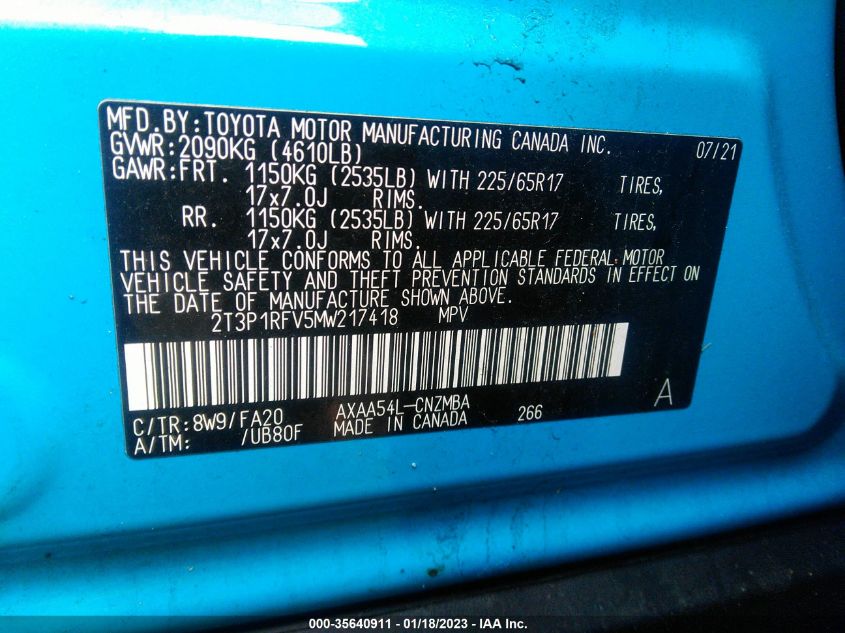 MFD.BY:TOYOTA MOTOR MANUFACTURING CANADA INC. 07/21
GVWR:2090KG (4610LB)
GAWR:FRT. 1150KG (2535LB) WITH 225/65R17 TIRES,
17x7.0J RIMS.
RR. 1150KG (2535LB) WITH 225/65R17 TIRES,
17x7.0J RIMS.
THIS VEHICLE CONFORMS TO ALL APPLICABLE FEDERAL MOTOR
VEHICLE SAFETY AND THEFT PREVENTION STANDARDS IN EFFECT ON
THE DATE OF MANUFACTURE SHOWN ABOVE.
2T3P1RFV5MW217418 MPV
C/TR:8W9/FA20 AXAA54L-CNZMBA 266 A
A/TM: /UB80F MADE IN CANADA
000-35640911 - 01/18/2023 - IAA Inc.